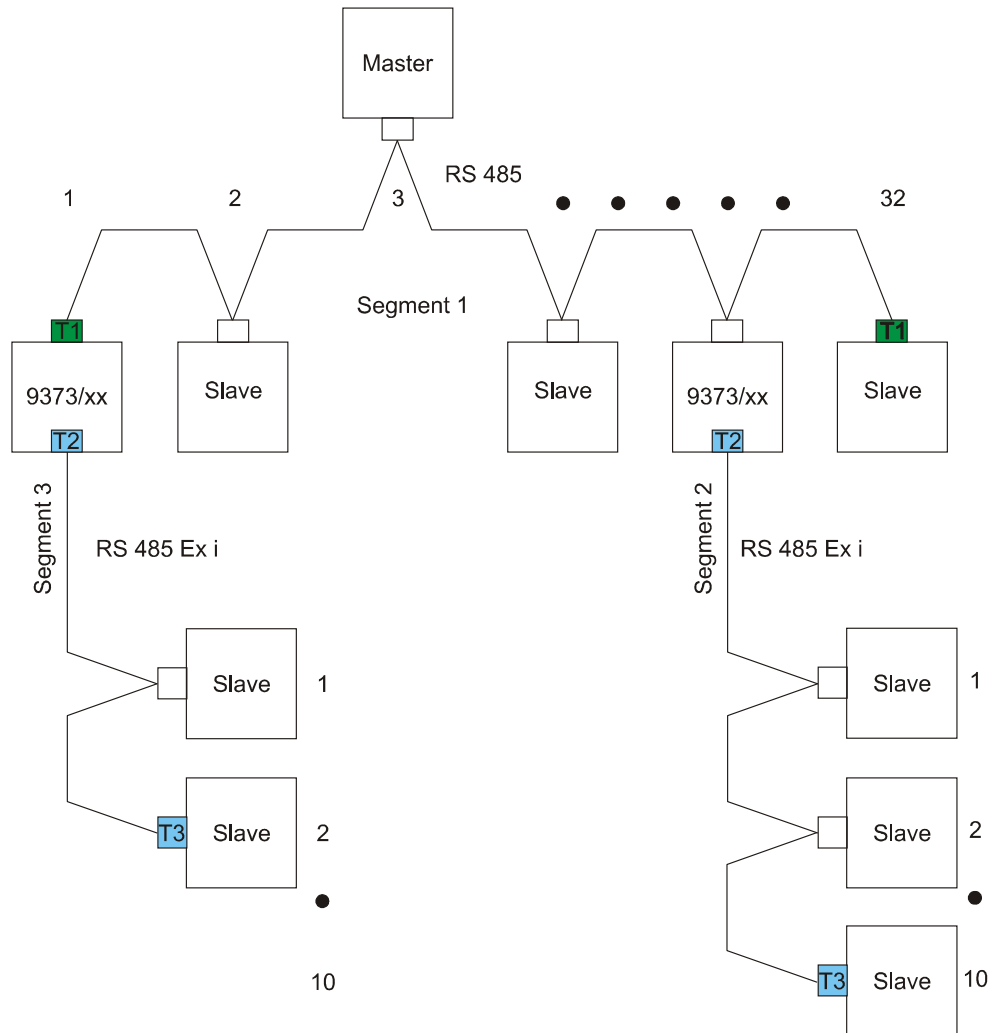 Master
RS 485
1
2
3
32
Segment 1
T1
T1
9373/xx
Slave
Slave
9373/xx
Slave
T2
T2
Segment 3
RS 485 Ex i
Segment 2
RS 485 Ex i
Slave
1
Slave
1
T3
Slave
2
T3
Slave
2
10
Slave
10